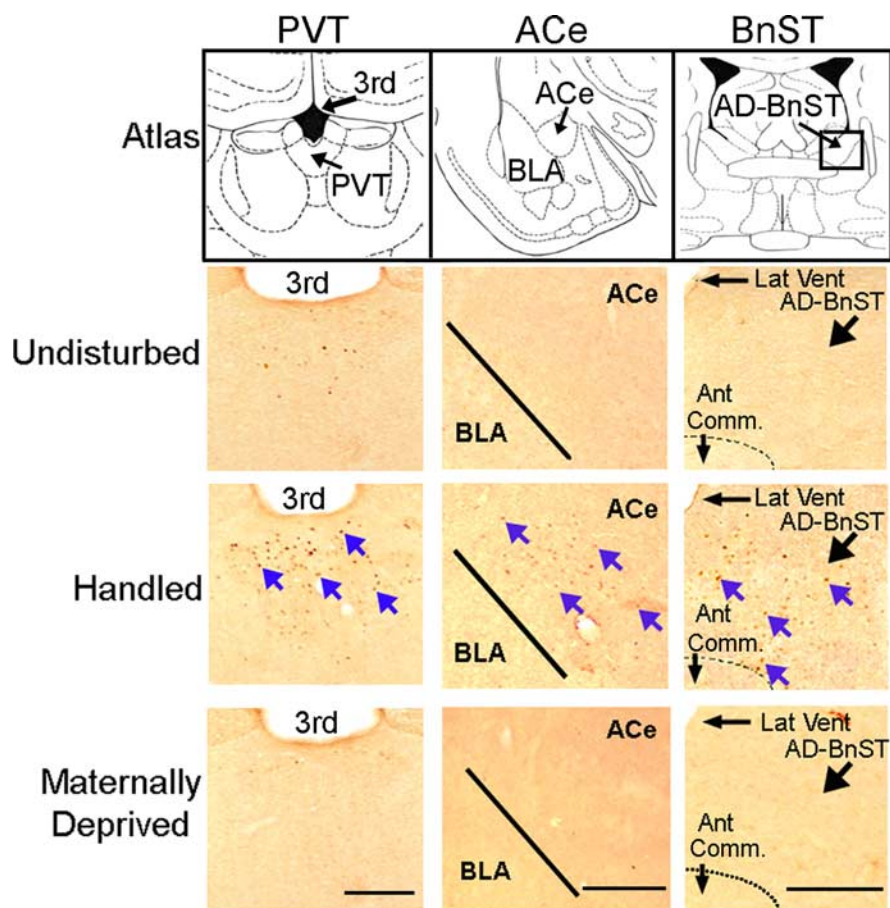 PVT ACe BnST
Atlas
3rd
PVT
ACe
BLA
AD-BnST
Undisturbed
3rd
ACe
BLA
Lat Vent
AD-BnST
Ant
Comm.
Handled
3rd
ACe
BLA
Lat Vent
AD-BnST
Ant
Comm.
Maternally
Deprived
3rd
ACe
BLA
Lat Vent
AD-BnST
Ant
Comm.